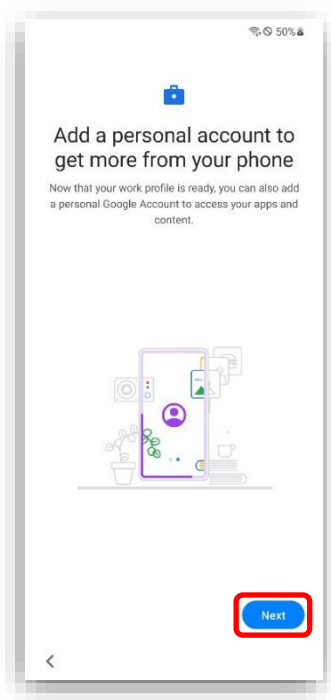 50%
Add a personal account to
get more from your phone
Now that your work profile is ready, you can also add
a personal Google Account to access your apps and
content.
Next